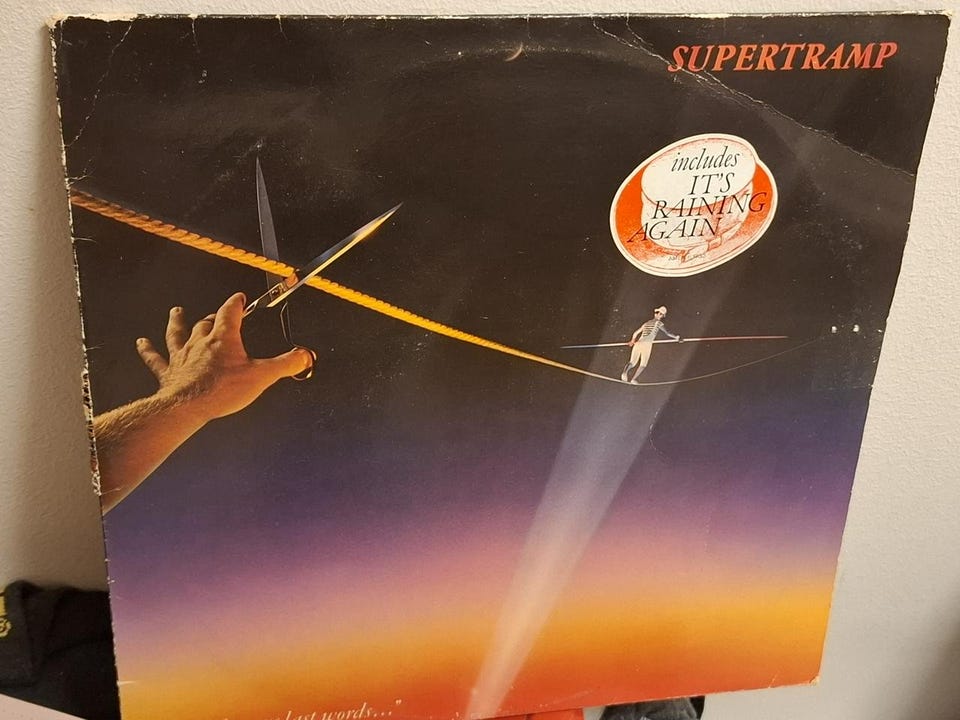 SUPERTRAMP
includes
IT'S
RAINING
AGAIN
last words..."